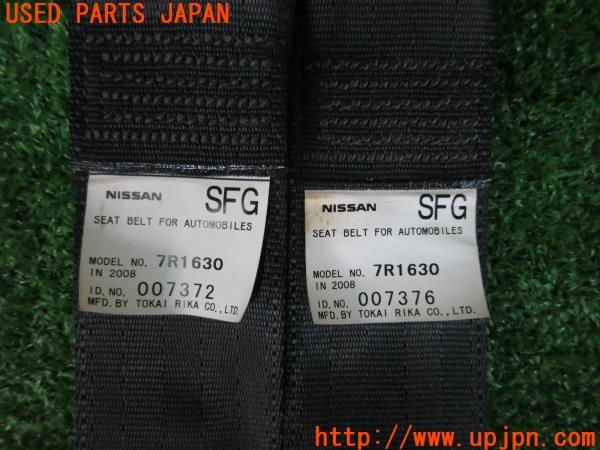 USED PARTS JAPAN
NISSAN SFG
SEAT BELT FOR AUTOMOBILES
MODEL NO. 7R1630
IN 2008
ID.NO. 007372
MFD.BY TOKAI RIKA CO.,LTD.
NISSAN SFG
SEAT BELT FOR AUTOMOBILES
MODEL NO. 7R1630
IN 2008
ID.NO. 007376
MFD.BY TOKAI RIKA CO.,LTD.
http://www.upjpn.com/